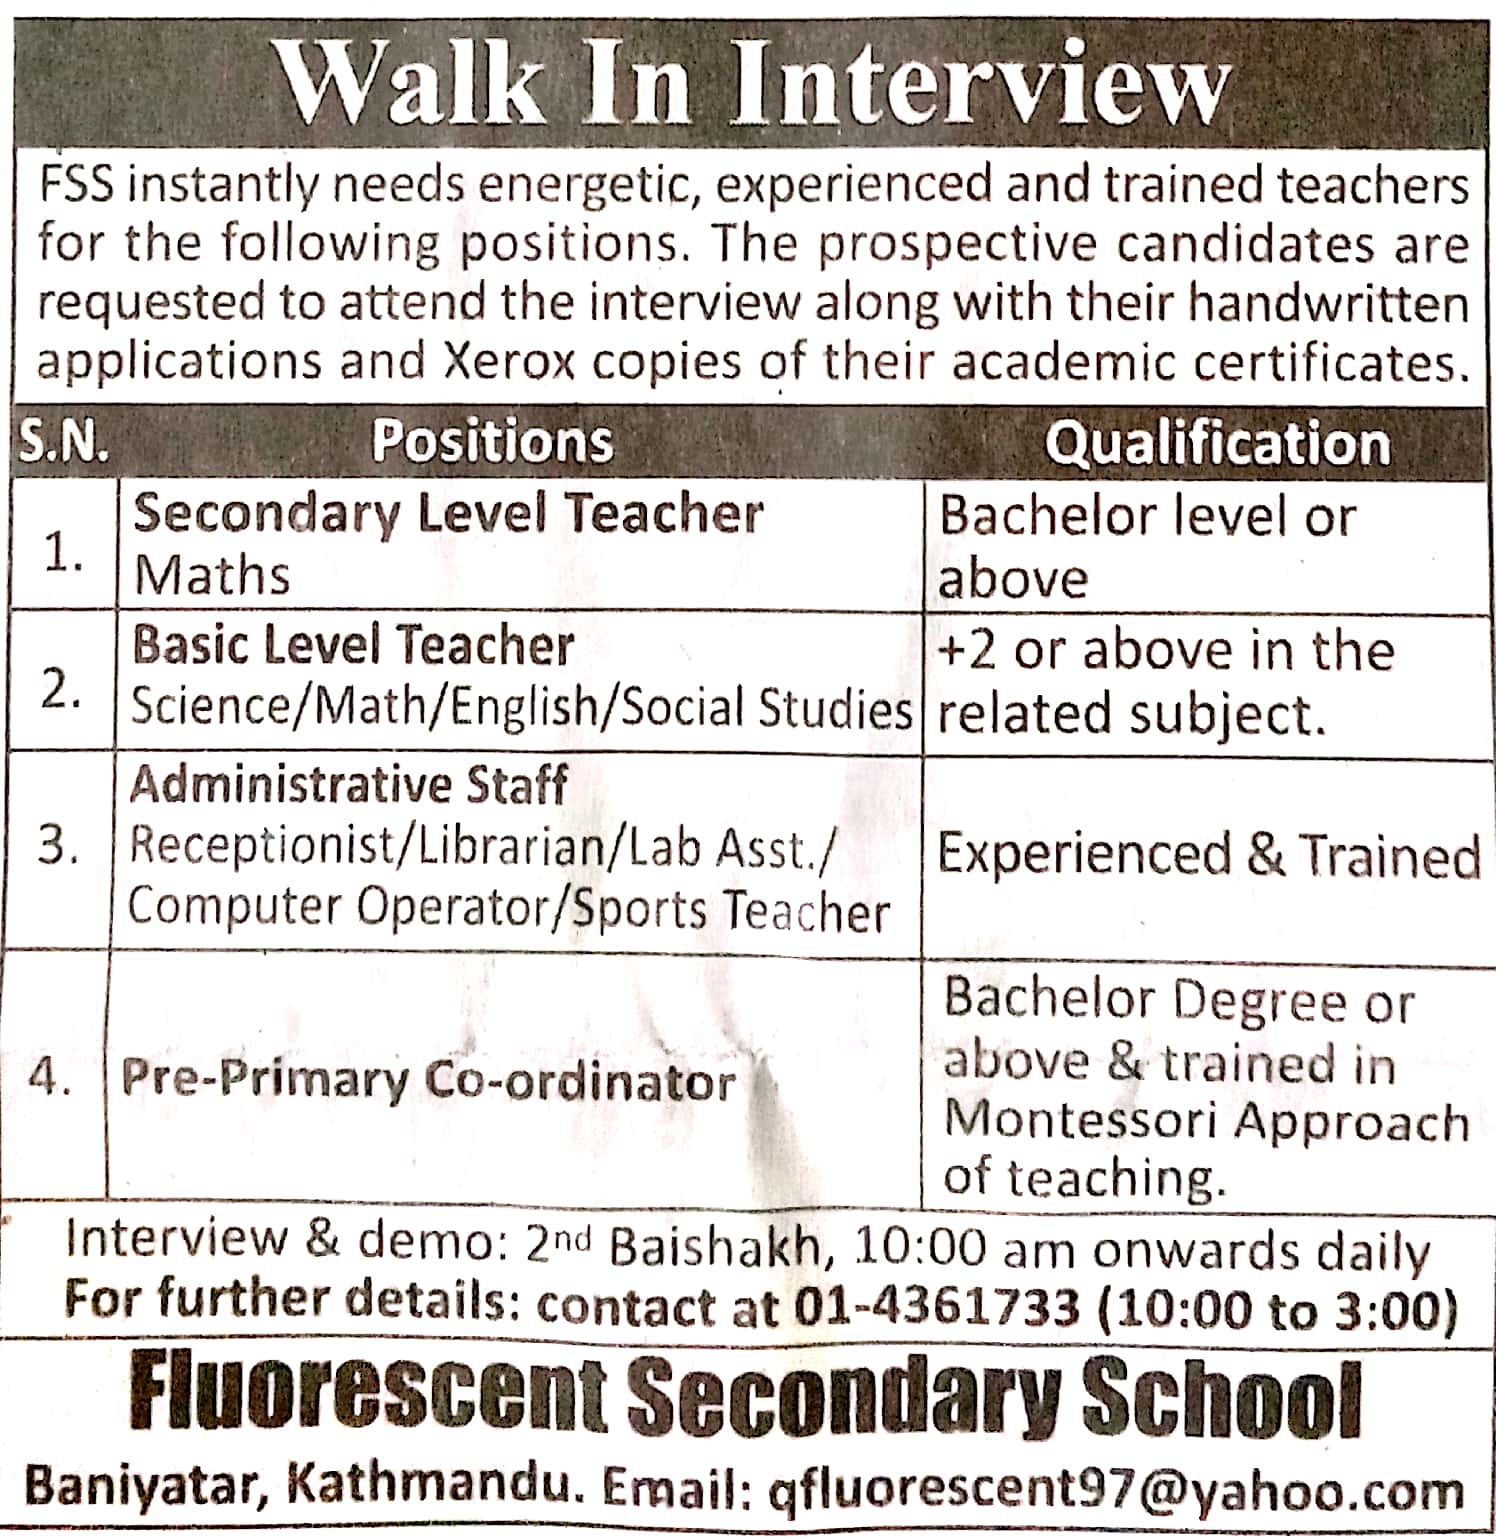 Walk In Interview
FSS instantly needs energetic, experienced and trained teachers
for the following positions. The prospective candidates are
requested to attend the interview along with their handwritten
applications and Xerox copies of their academic certificates.
S.N. Positions Qualification
1. Secondary Level Teacher
Maths
Bachelor level or
above
2. Basic Level Teacher
Science/Math/English/Social Studies
+2 or above in the
related subject.
3. Administrative Staff
Receptionist/Librarian/Lab Asst./
Computer Operator/Sports Teacher
Experienced & Trained
4. Pre-Primary Co-ordinator
Bachelor Degree or
above & trained in
Montessori Approach
of teaching.
Interview & demo: 2nd Baishakh, 10:00 am onwards daily
For further details: contact at 01-4361733 (10:00 to 3:00)
Fluorescent Secondary School
Baniyatar, Kathmandu. Email: qfluorescent97@yahoo.com